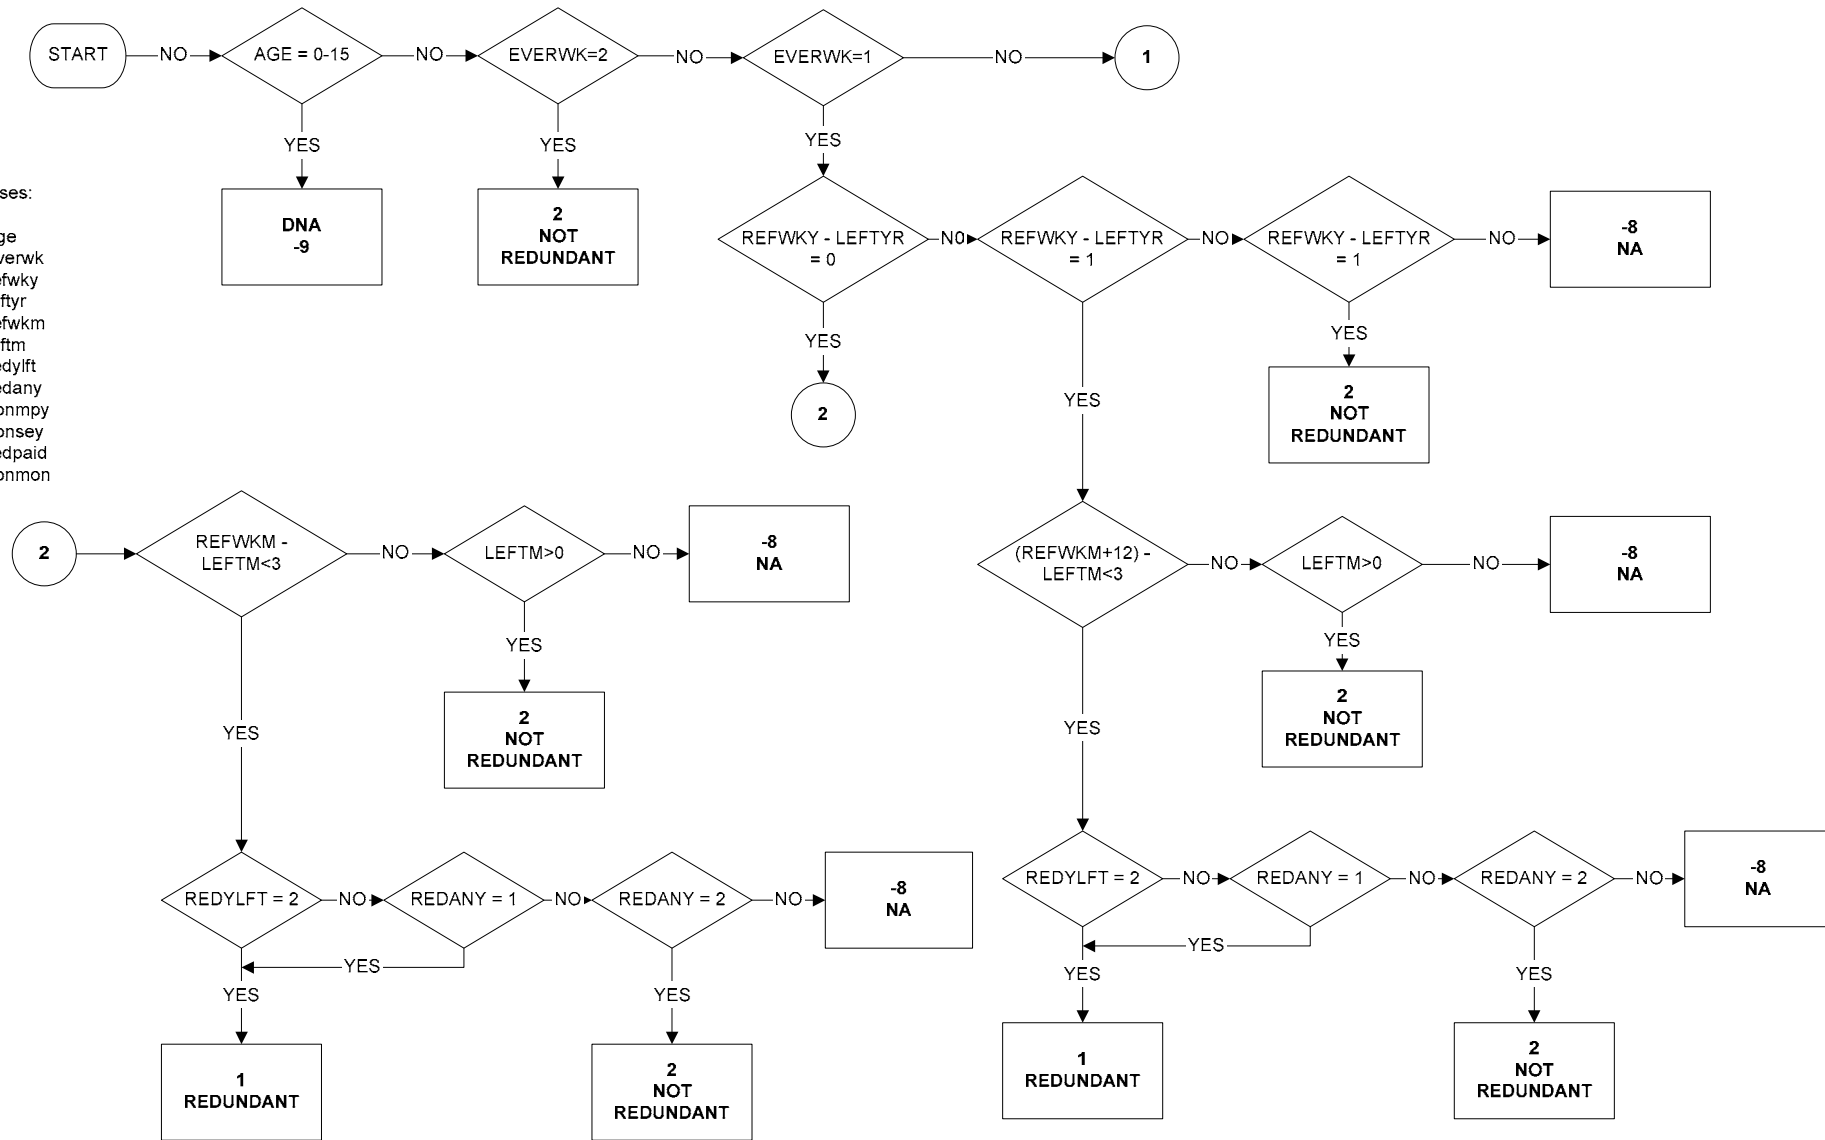 START
NO
AGE = 0-15
NO
EVERWK=2
NO
EVERWK=1
NO
1
YES
YES
YES
DNA
-9
2
NOT
REDUNDANT
REFWKY - LEFTYR
= 0
N0
REFWKY - LEFTYR
= 1
NO
REFWKY - LEFTYR
= 1
NO
-8
NA
YES
2
YES
YES
2
NOT
REDUNDANT
ses:
ge
verwk
efwky
ftyr
efwkm
ftm
edylft
edany
onmpy
onsey
edpaid
onmon
2
REFWKM -
LEFTM<3
NO
LEFTM>0
NO
-8
NA
YES
2
NOT
REDUNDANT
YES
(REFWKM+12) -
LEFTM<3
NO
LEFTM>0
NO
-8
NA
YES
2
NOT
REDUNDANT
YES
REDYLFT = 2
NO
REDANY = 1
NO
REDANY = 2
NO
-8
NA
YES
YES
YES
1
REDUNDANT
2
NOT
REDUNDANT
REDYLFT = 2
NO
REDANY = 1
NO
REDANY = 2
NO
-8
NA
YES
YES
YES
1
REDUNDANT
2
NOT
REDUNDANT